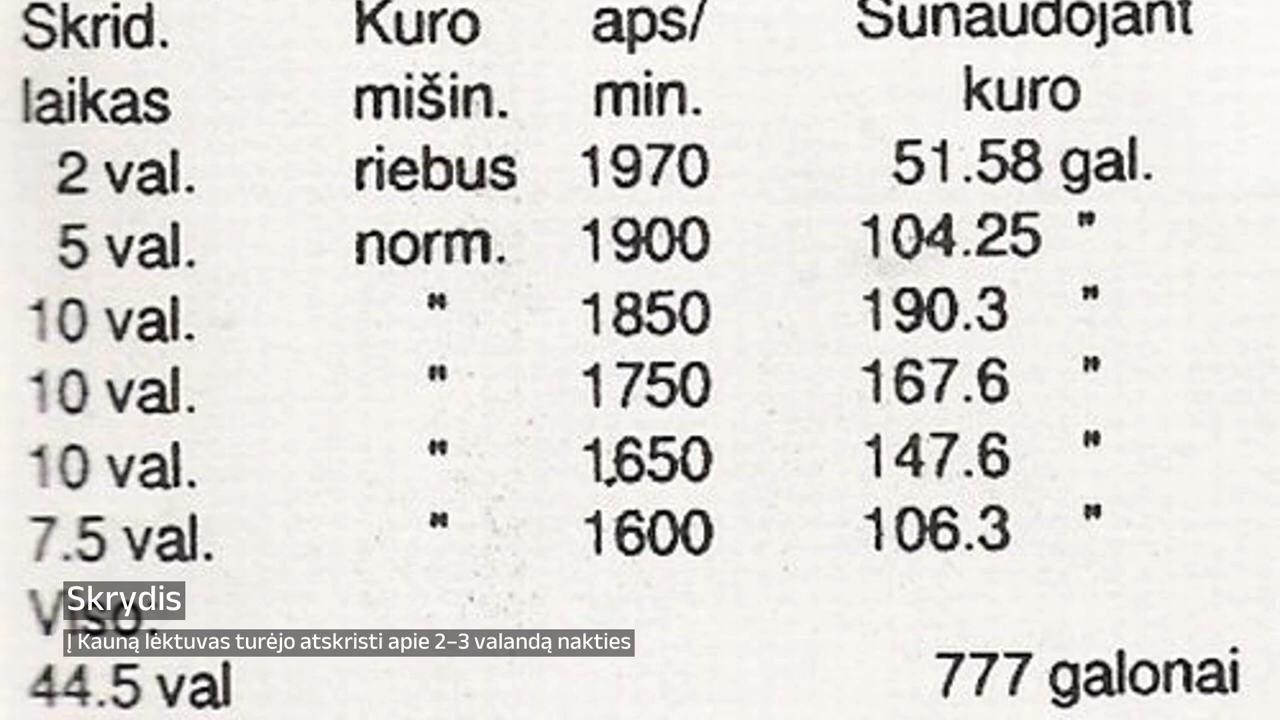 Skrid. Kuro aps/ Sunaudojant
laikas mišin. min. kuro
2 val. riebus 1970 51.58 gal.
5 val. norm. 1900 104.25 "
10 val. " 1850 190.3 "
10 val. " 1750 167.6 "
10 val. " 1650 147.6 "
7.5 val. " 1600 106.3 "
Viso.
Skrydis
Į Kauną lėktuvas turėjo atskristi apie 2–3 valandą nakties
44.5 val 777 galonai